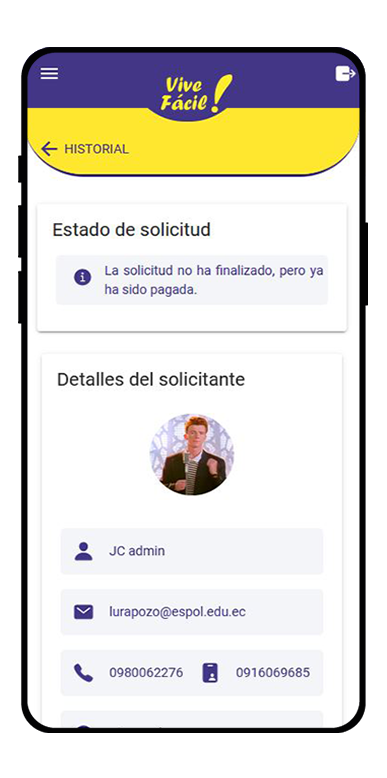 Vive
Fácil!
HISTORIAL
Estado de solicitud
La solicitud no ha finalizado, pero ya
ha sido pagada.
Detalles del solicitante
JC admin
lurapozo@espol.edu.ec
0980062276 0916069685